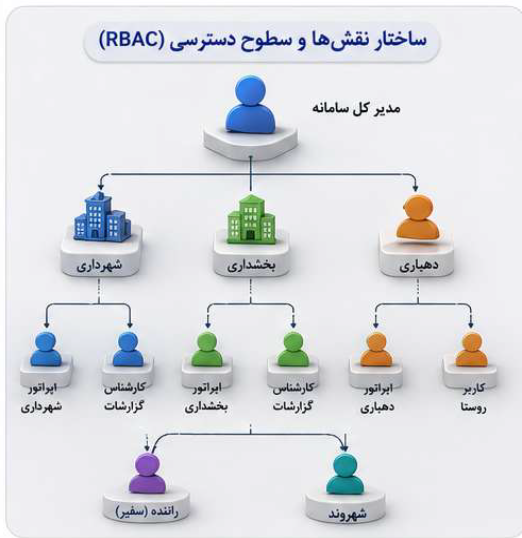 ساختار نقش‌ها و سطوح دسترسی (RBAC)
مدیر کل سامانه
دهیاری
بخشداری
شهرداری
کاربر
روستا
اپراتور
دهیاری
کارشناس
گزارشات
اپراتور
بخشداری
کارشناس
گزارشات
اپراتور
شهرداری
شهروند
راننده (سفیر)